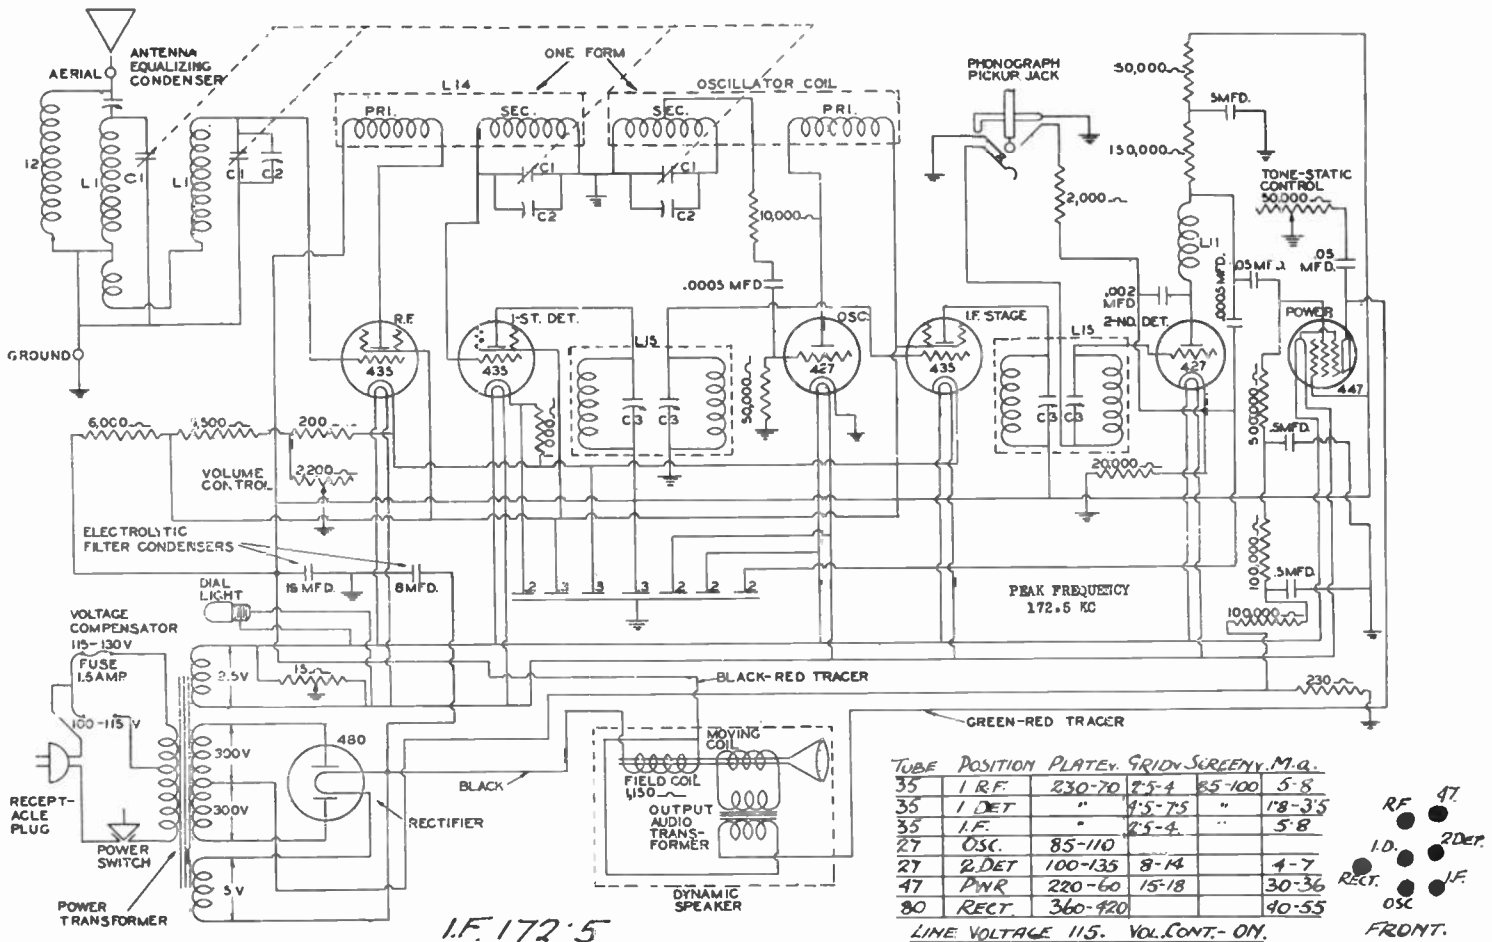 ANTENNA
EQUALIZING
CONDENSER
AERIAL
ONE FORM
L14
OSCILLATOR COIL
PRI.
SEC.
SEC.
PRI.
PHONOGRAPH
PICKUP JACK
50,000
.5MFD.
150,000
TONE-STATIC
CONTROL
50,000
12
L1
C1
L1
C1
C2
C1
C2
C1
C2
10,000
2,000
L11
.0005 MFD
.002
MFD
.0005 MFD.
.05 MFD.
.05
MFD.
R.F.
1-ST. DET.
L15
OSC.
I.F. STAGE
L15
2-ND. DET.
POWER
GROUND
435
435
427
435
427
447
C3
C3
C3
C3
50,000
500,000
6,000
200
VOLUME
CONTROL
2,200
20,000
.5MFD.
ELECTROLYTIC
FILTER CONDENSERS
8MFD.
.2
.3
.3
.3
.2
.2
.2
PEAK FREQUENCY
172.5 KC
100,000
.5MFD.
100,000
DIAL
LIGHT
VOLTAGE
COMPENSATOR
115-130V
FUSE
1.5 AMP
100-115 V
2.5V
15
BLACK-RED TRACER
230
GREEN-RED TRACER
480
300V
300V
5V
RECTIFIER
BLACK
MOVING
COIL
FIELD COIL
1,150
OUTPUT
AUDIO
TRANS-
FORMER
DYNAMIC
SPEAKER
RECEPT-
ACLE
PLUG
POWER
SWITCH
POWER
TRANSFORMER
I.F. 172.5
TUBE POSITION PLATE V. GRID V SCREEN V. M.a.
35 1 R.F. 230-70 2.5-4 85-100 5-8
35 1 DET " 4.5-7.5 " 1.8-3.5
35 I.F. " 2.5-4 " 5-8
27 OSC. 85-110
27 2 DET 100-135 8-14 4-7
47 PWR 220-60 15-18 30-36
80 RECT. 360-420 40-55
LINE VOLTAGE 115. VOL. CONT.- ON.
RF
47.
I.D.
2 DET.
RECT.
I.F.
OSC
FRONT.